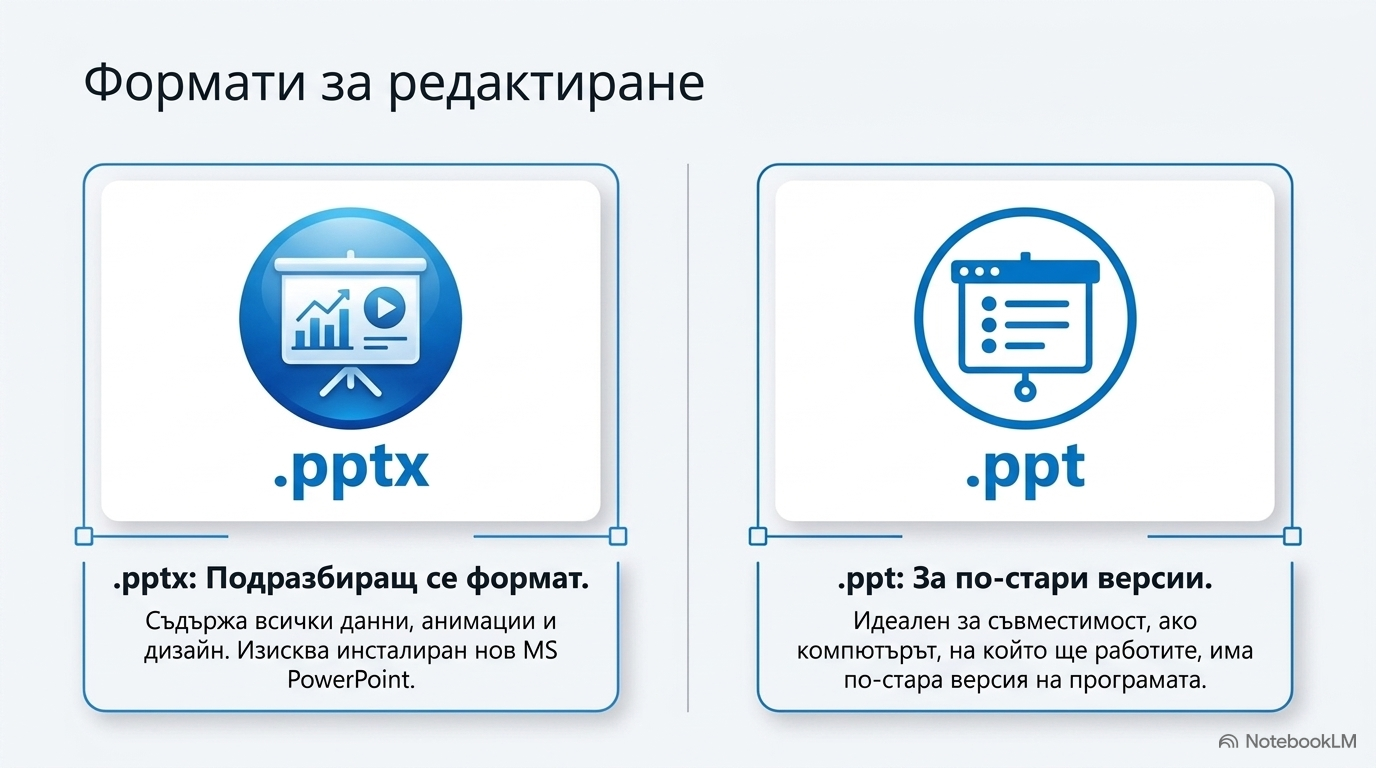 Формати за редактиране
.pptx
.pptx: Подразбиращ се формат.
Съдържа всички данни, анимации и
дизайн. Изисква инсталиран нов MS
PowerPoint.
.ppt
.ppt: За по-стари версии.
Идеален за съвместимост, ако
компютърът, на който ще работите, има
по-стара версия на програмата.
NotebookLM